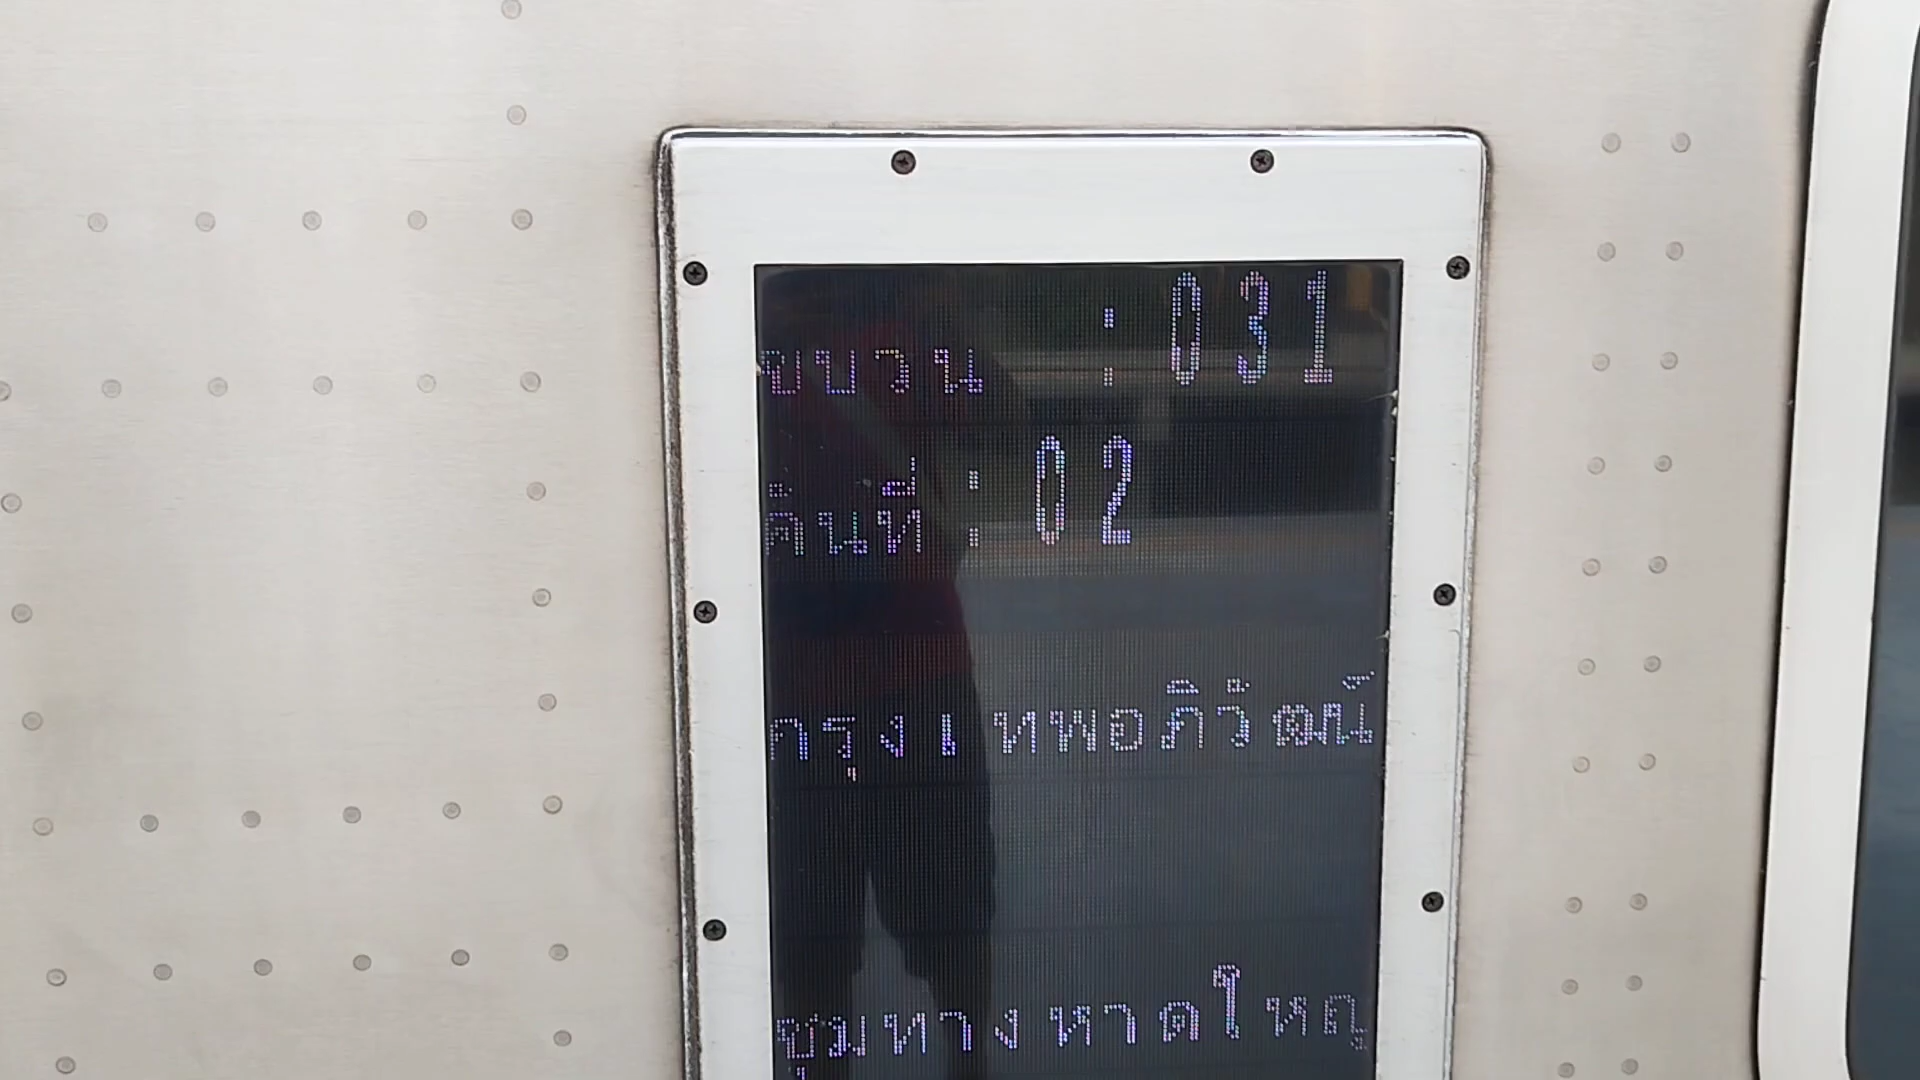 ขบวน : 031
คันที่ : 02
กรุงเทพอภิวัฒน์
ชุมทางหาดใหญ